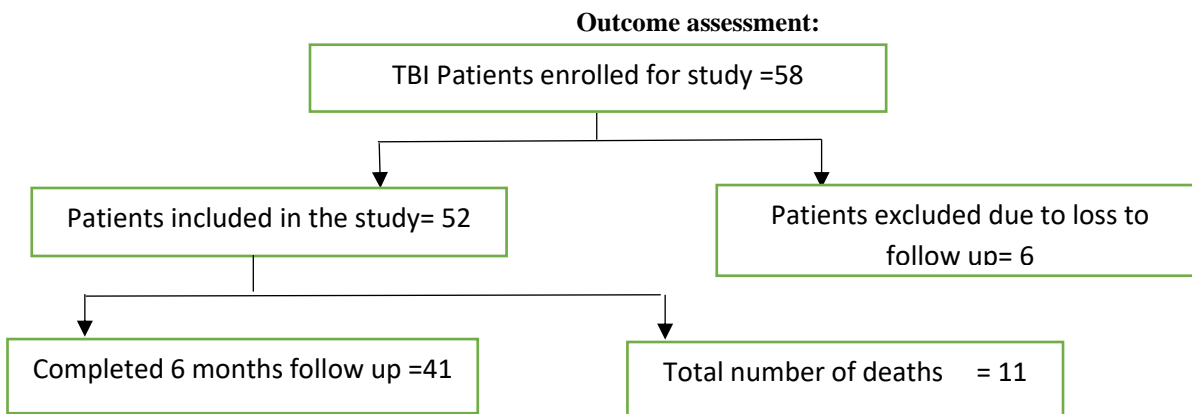 Outcome assessment:
TBI Patients enrolled for study =58
Patients included in the study= 52
Patients excluded due to loss to
follow up= 6
Completed 6 months follow up =41
Total number of deaths = 11